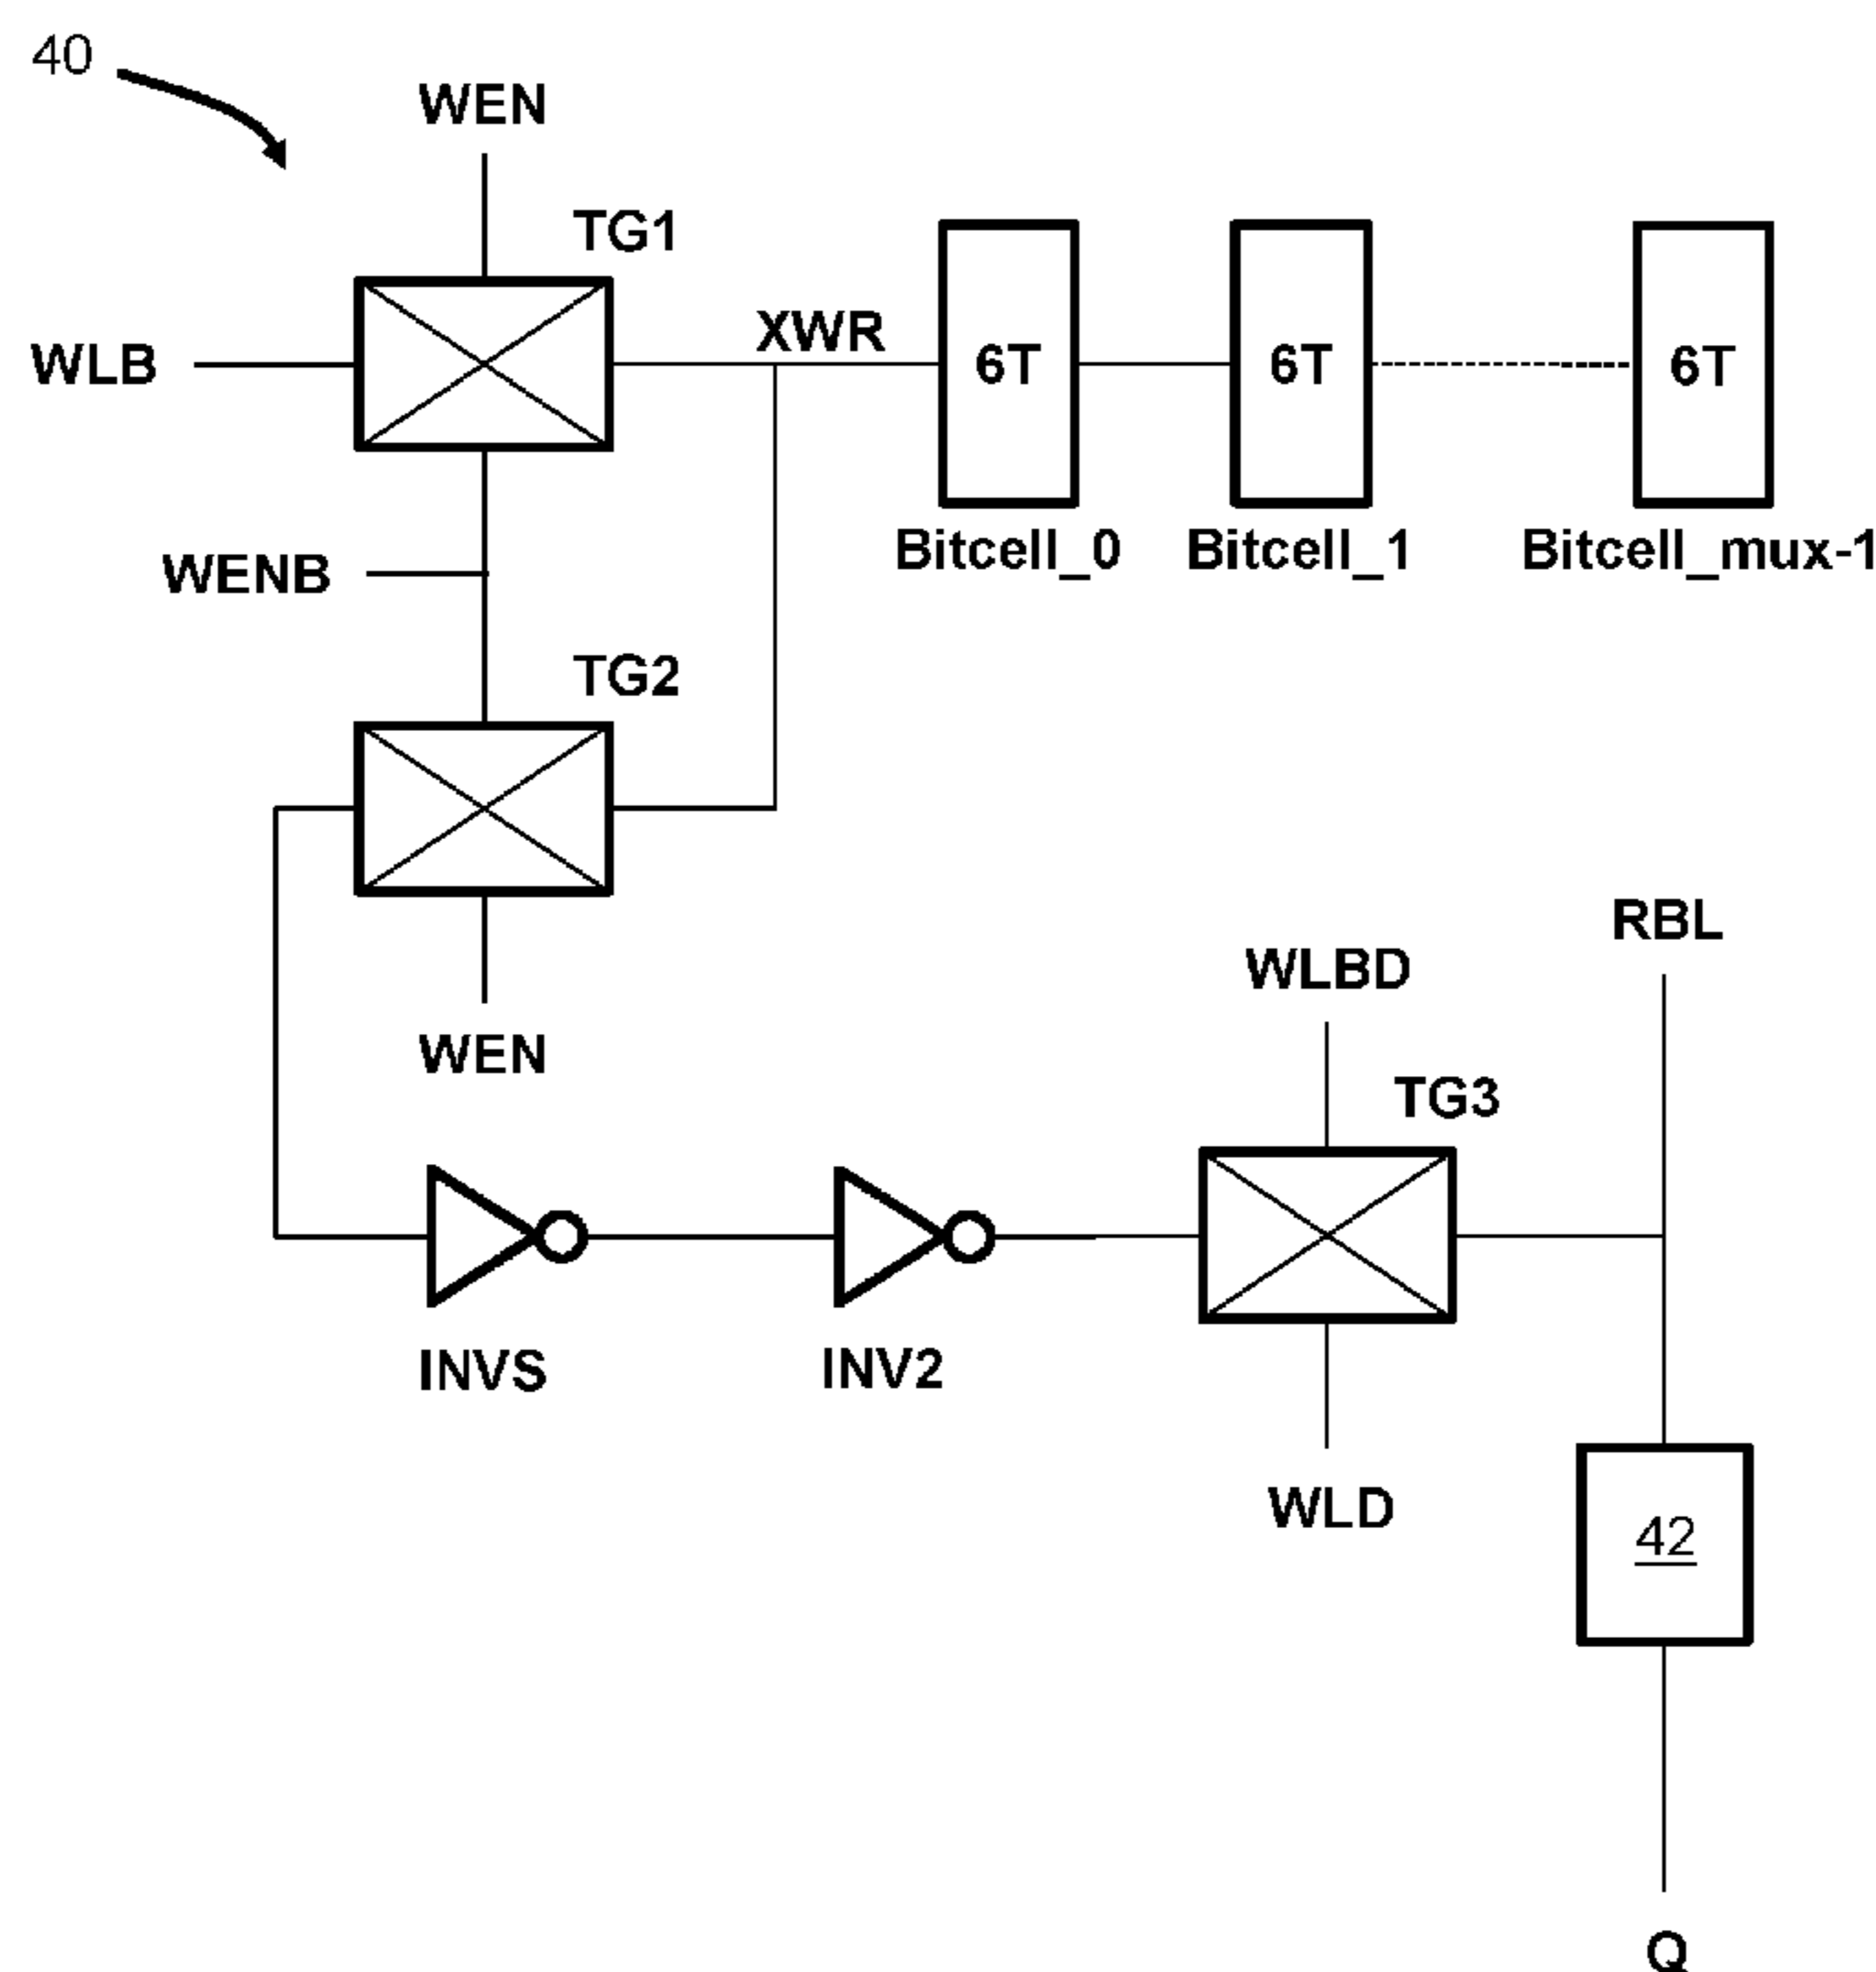 40
WEN
TG1
WLB
XWR
6T
6T
6T
Bitcell_0
Bitcell_1
Bitcell_mux-1
WENB
TG2
WEN
RBL
WLBD
TG3
INVS
INV2
WLD
42
Q